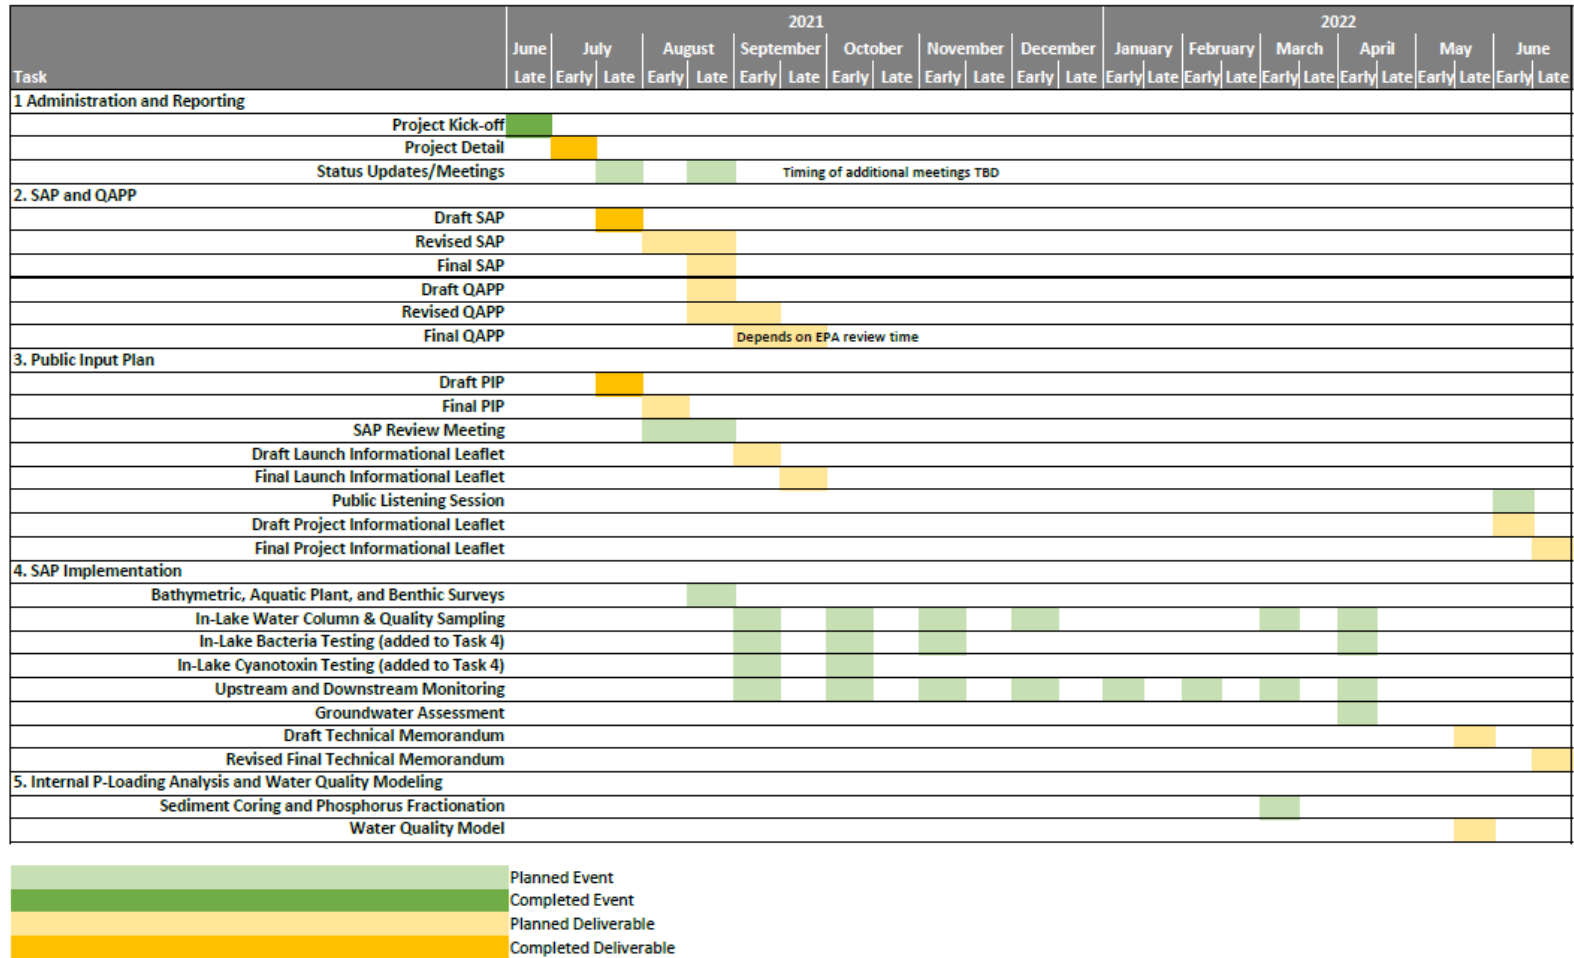 2021 2022
June July August September October November December January February March April May June
Task Late Early Late Early Late Early Late Early Late Early Late Early Late Early Late Early Late Early Late Early Late Early Late Early Late
1 Administration and Reporting
Project Kick-off
Project Detail
Status Updates/Meetings Timing of additional meetings TBD
2. SAP and QAPP
Draft SAP
Revised SAP
Final SAP
Draft QAPP
Revised QAPP
Final QAPP Depends on EPA review time
3. Public Input Plan
Draft PIP
Final PIP
SAP Review Meeting
Draft Launch Informational Leaflet
Final Launch Informational Leaflet
Public Listening Session
Draft Project Informational Leaflet
Final Project Informational Leaflet
4. SAP Implementation
Bathymetric, Aquatic Plant, and Benthic Surveys
In-Lake Water Column & Quality Sampling
In-Lake Bacteria Testing (added to Task 4)
In-Lake Cyanotoxin Testing (added to Task 4)
Upstream and Downstream Monitoring
Groundwater Assessment
Draft Technical Memorandum
Revised Final Technical Memorandum
5. Internal P-Loading Analysis and Water Quality Modeling
Sediment Coring and Phosphorus Fractionation
Water Quality Model
Planned Event
Completed Event
Planned Deliverable
Completed Deliverable